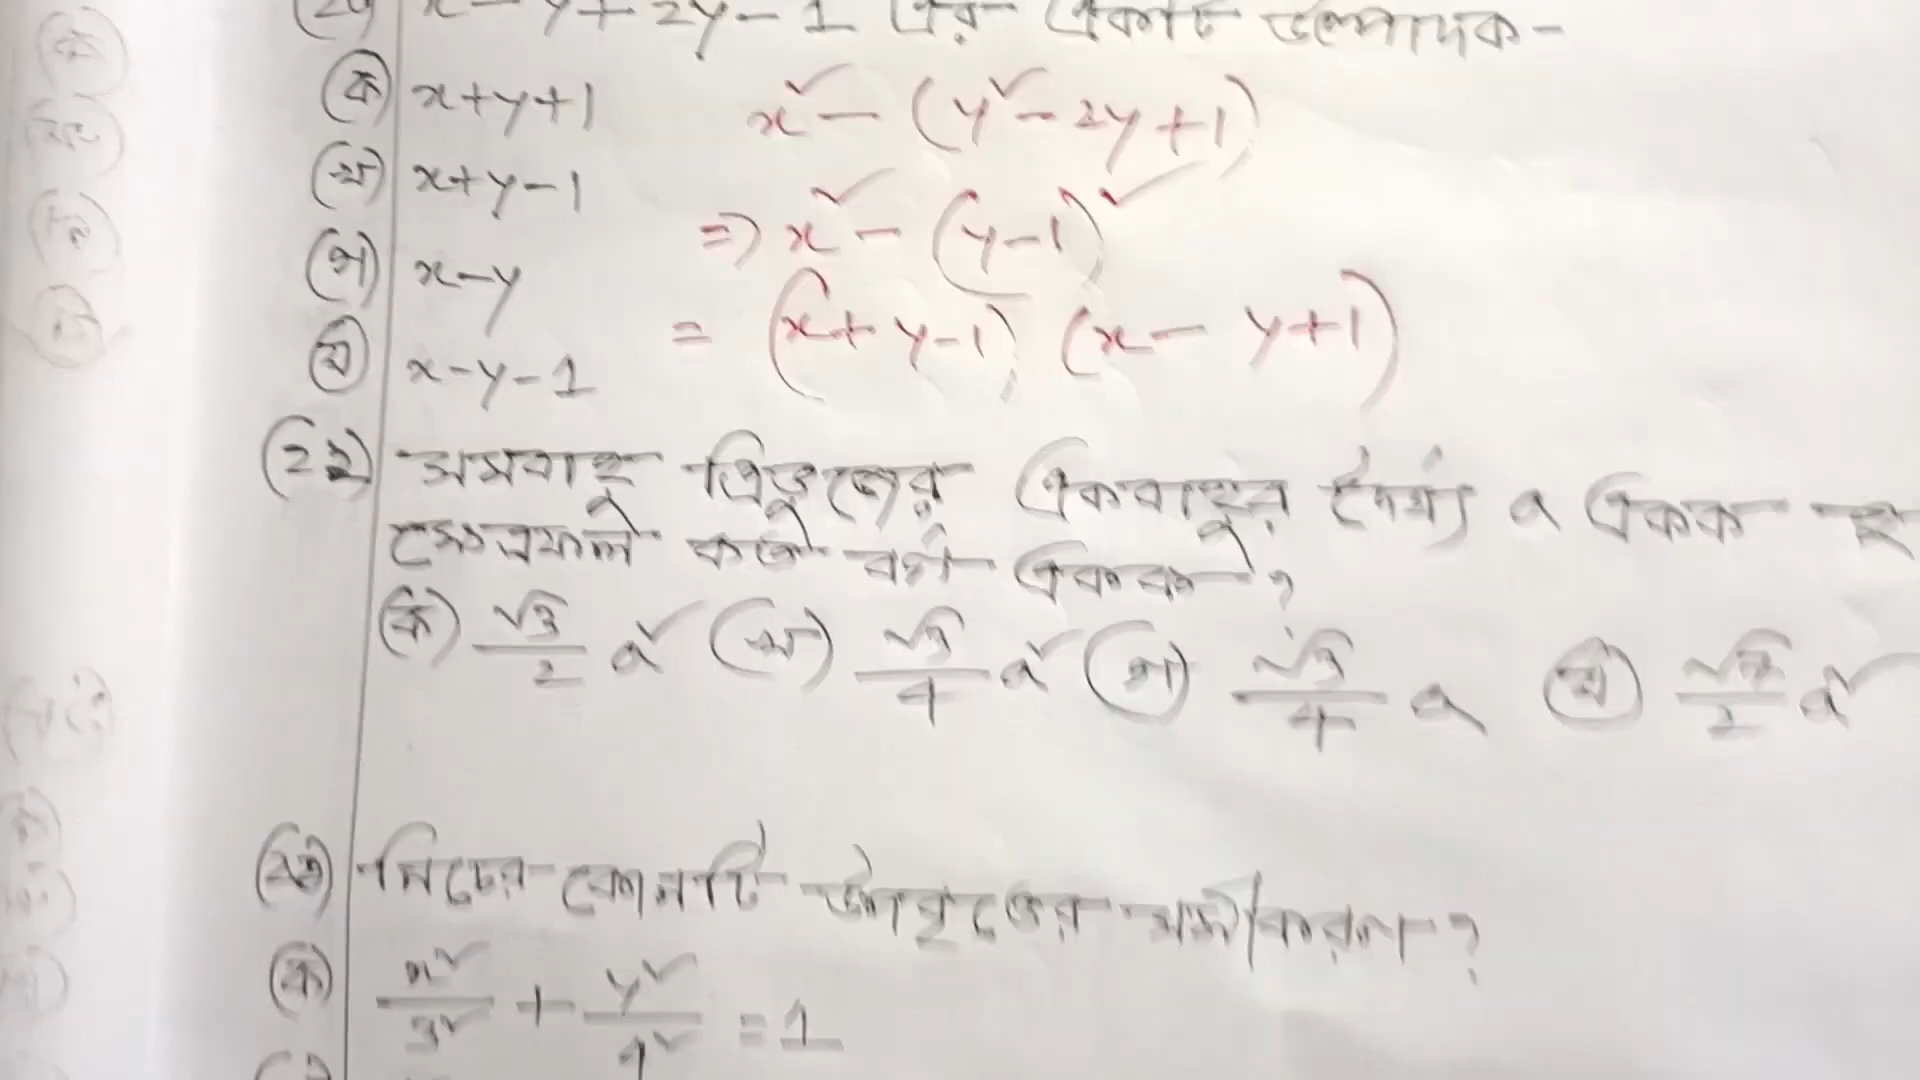 x² - y² + 2y - 1 এর একটি উৎপাদক -
(ক) x+y+1
x² - (y² - 2y + 1)
(খ) x+y-1
=> x² - (y-1)²
(গ) x-y
= (x+y-1) (x-y+1)
(ঘ) x-y-1
(২২) সমবাহু ত্রিভুজের একবাহুর দৈর্ঘ্য a একক
ক্ষেত্রফল কত বর্গ একক?
(ক) √3/2 a² (খ) √3/4 a² (গ) √3/4 a (ঘ) √3/2 a²
(২৩) নিচের কোনটি উপবৃত্তের সমীকরণ?
(ক) x²/3² + y²/4² = 1